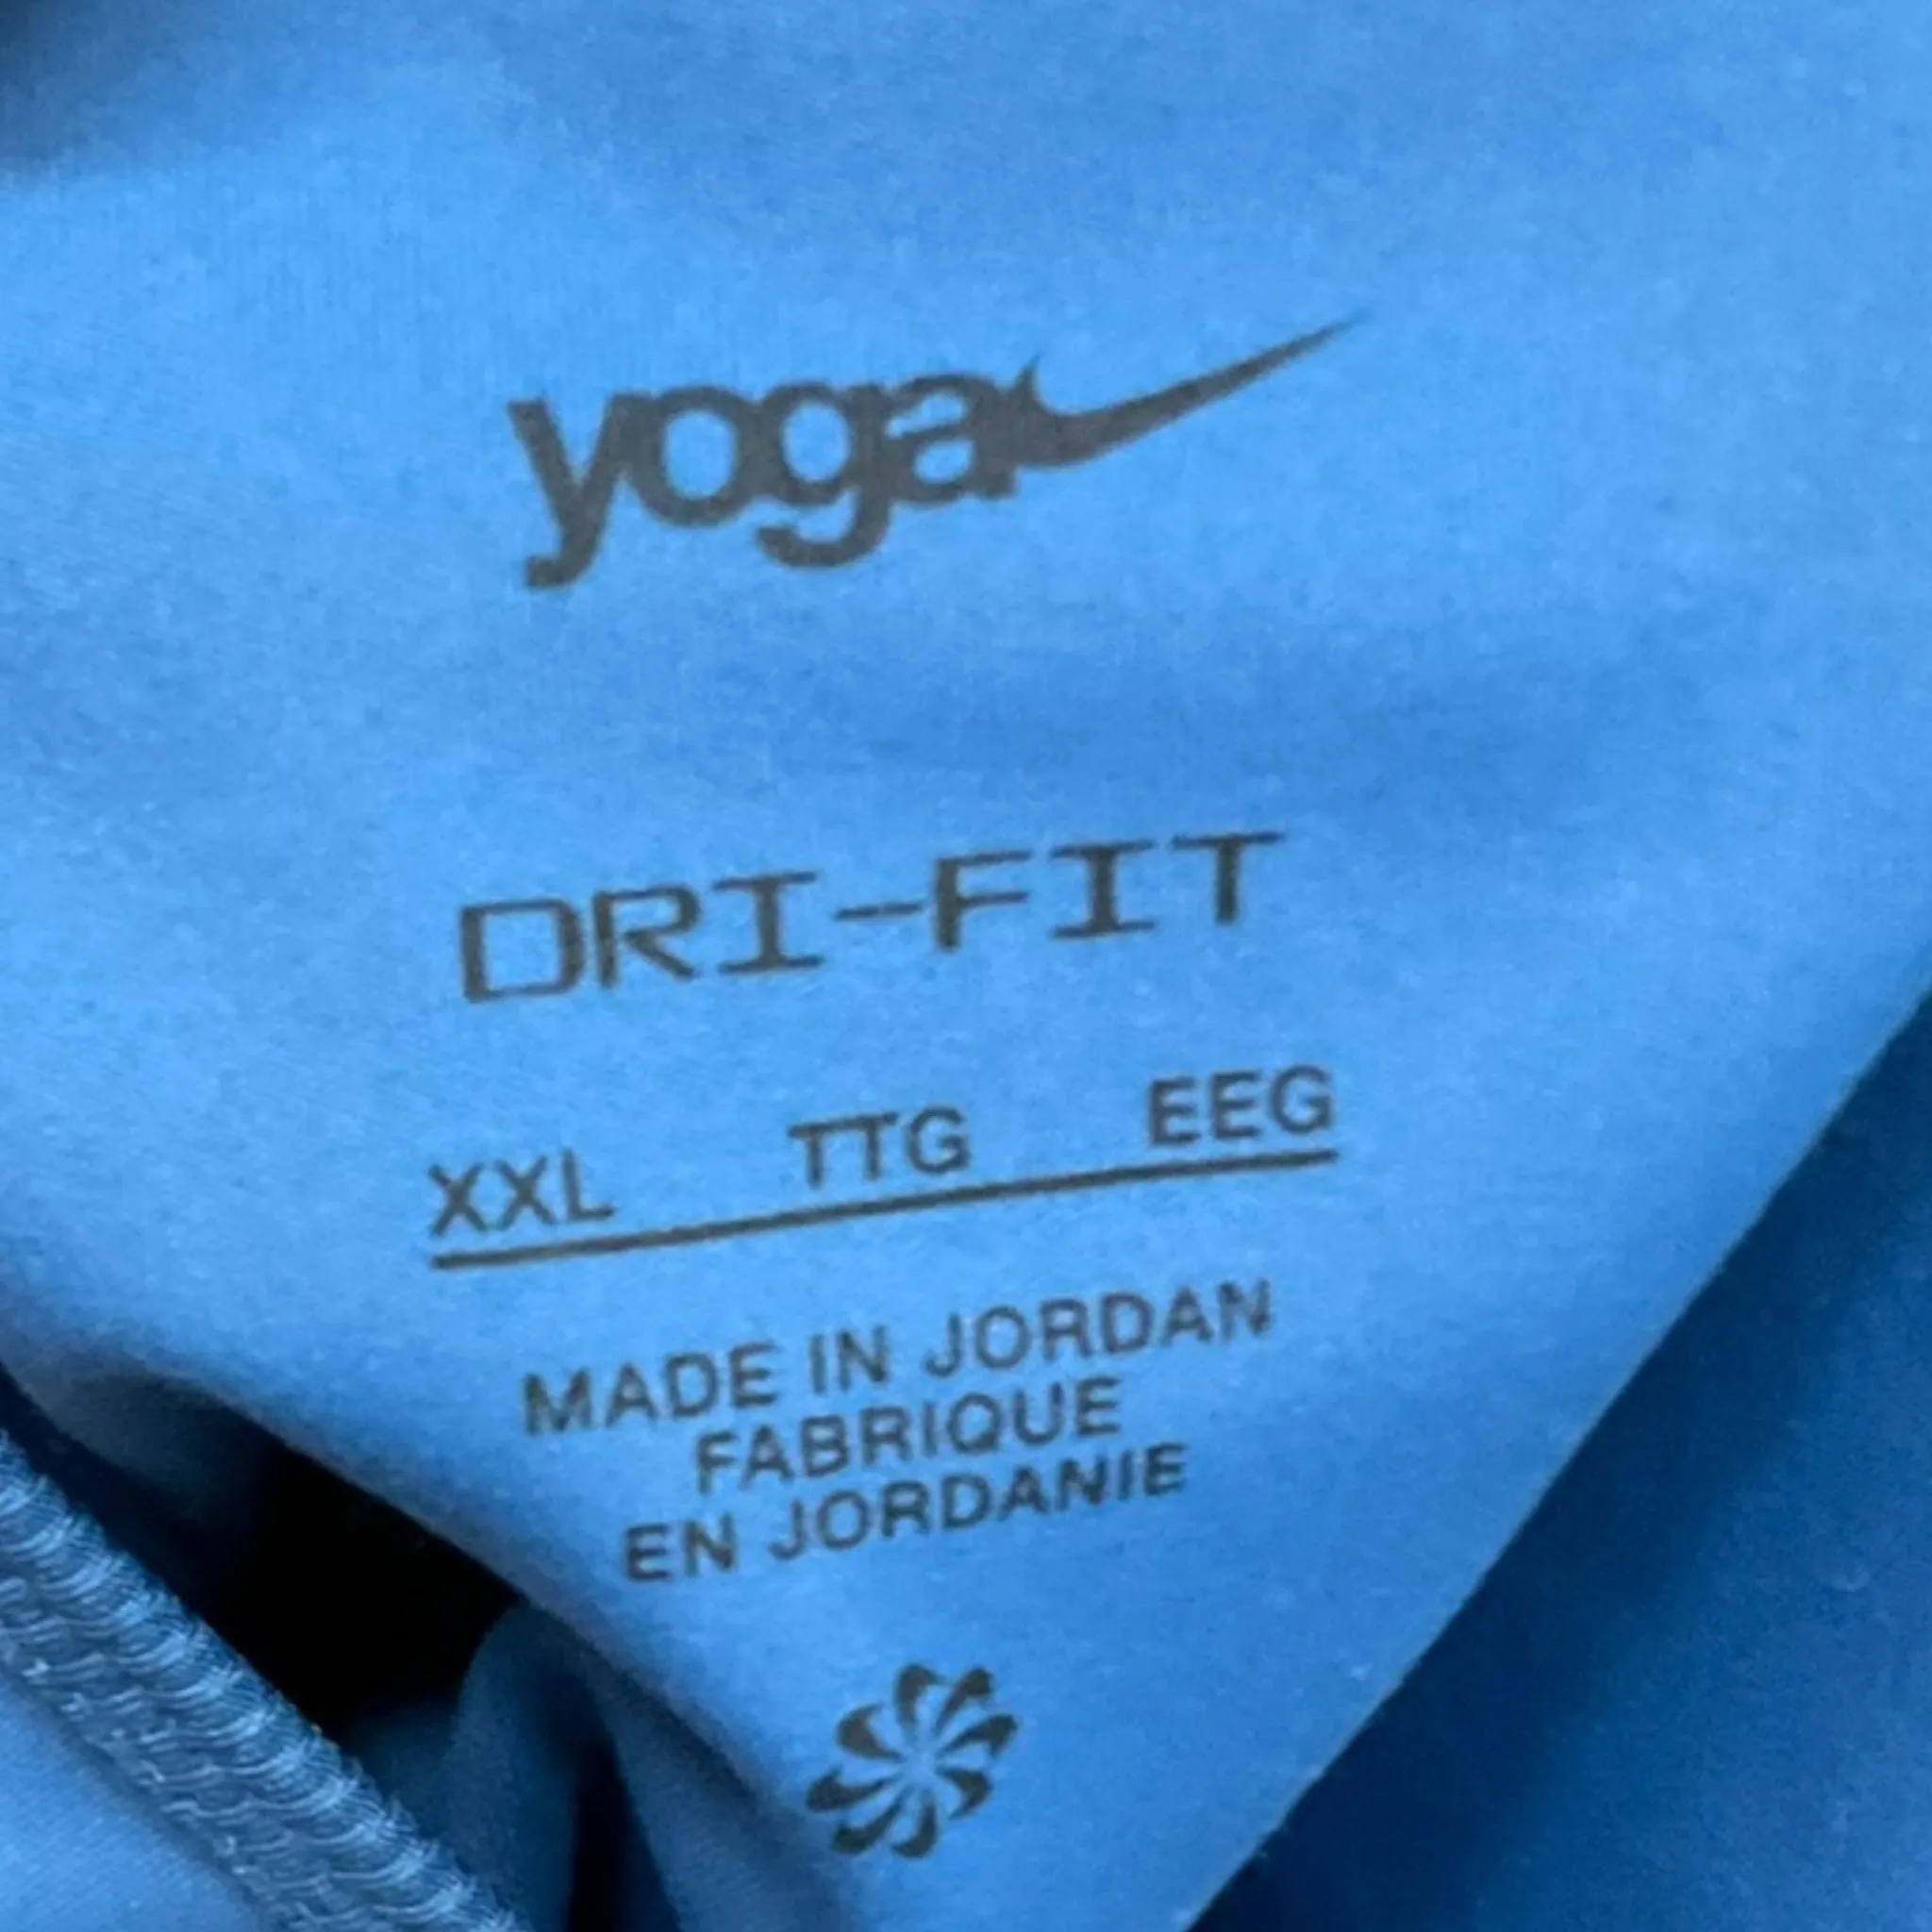 yoga
DRI-FIT
XXL TTG EEG
MADE IN JORDAN
FABRIQUE
EN JORDANIE